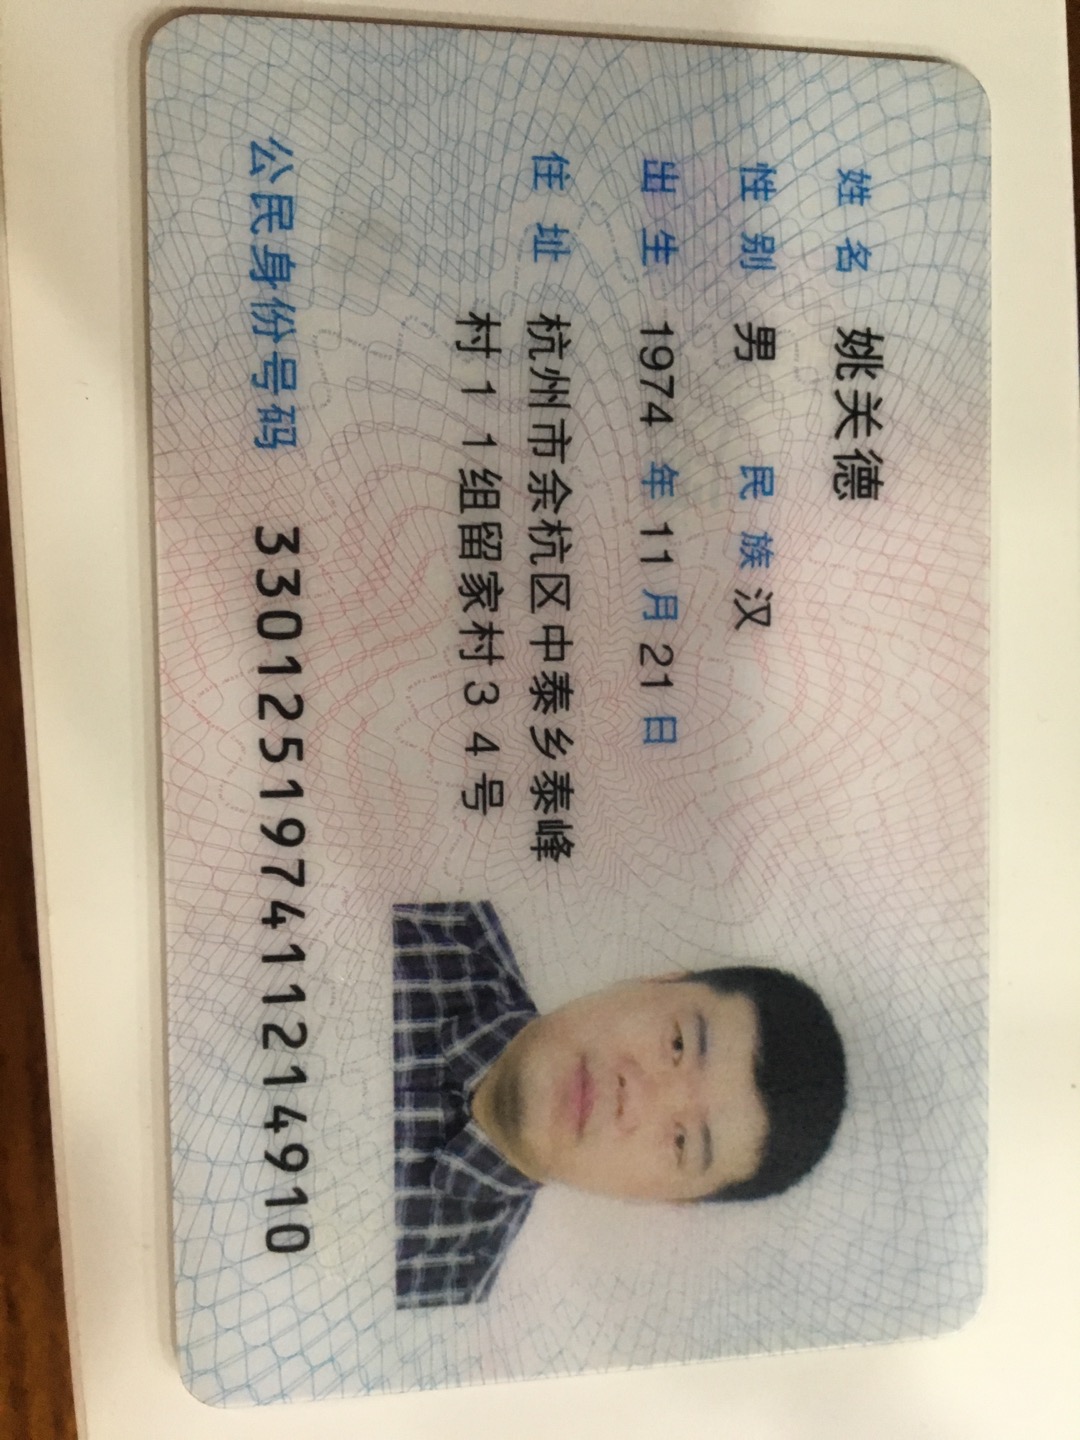 姓名 姚关德
性别 男 民族 汉
出生 1974 年 11 月 21 日
住址 杭州市余杭区中泰乡泰峰
村11组留家村34号
公民身份号码 330125197411214910